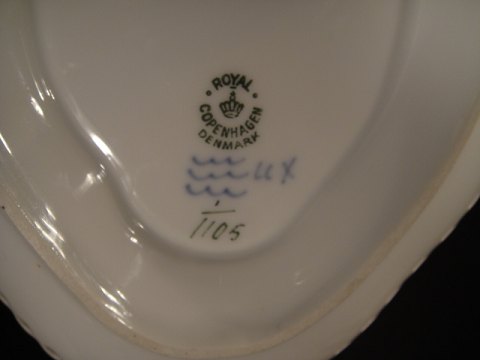 ROYAL
COPENHAGEN
DENMARK
UX
1
1105